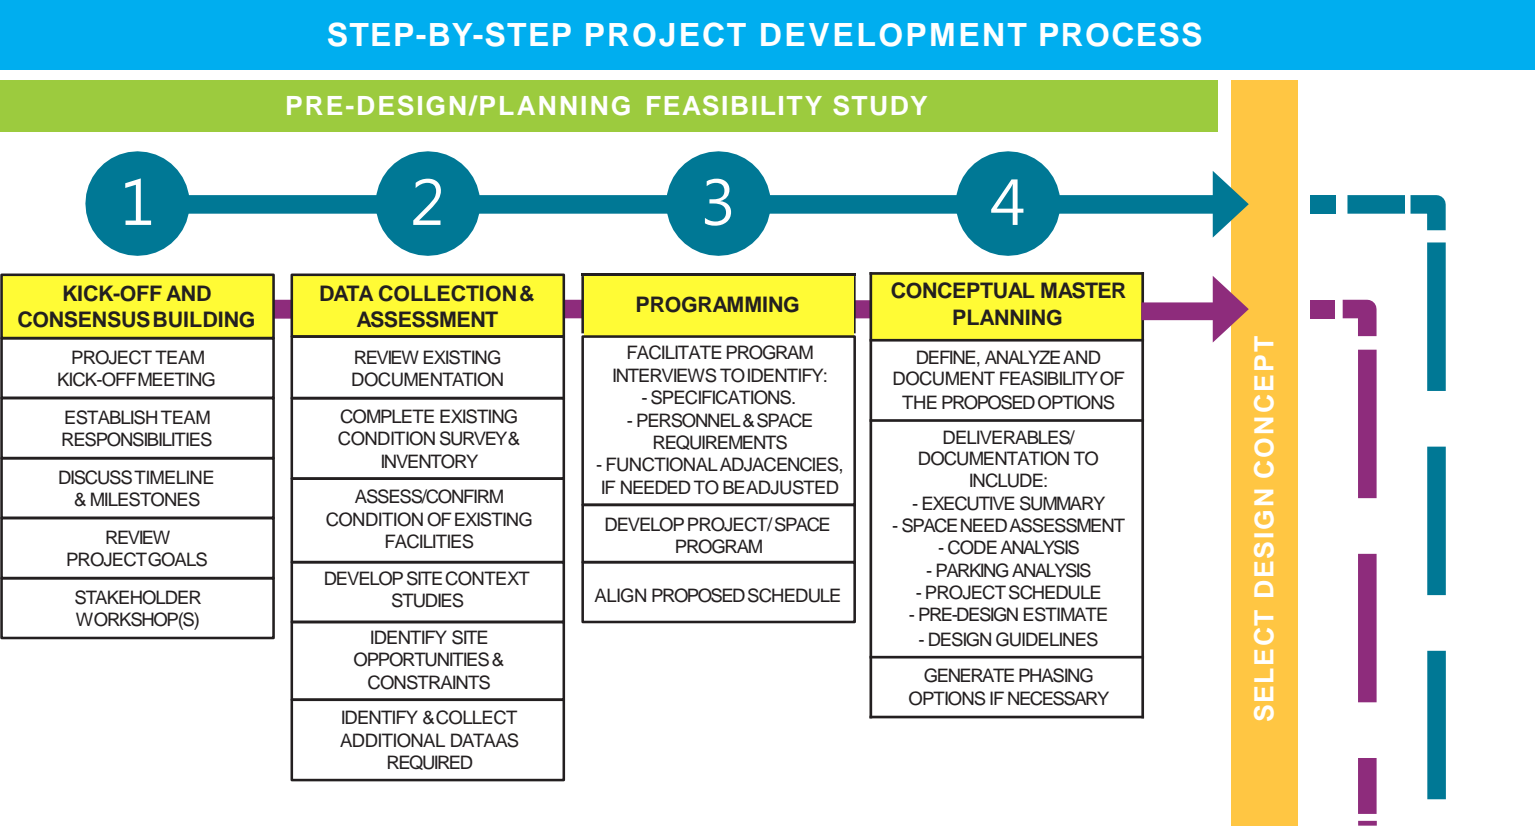 STEP-BY-STEP PROJECT DEVELOPMENT PROCESS
PRE-DESIGN/PLANNING FEASIBILITY STUDY
1
2
3
4
KICK-OFF AND
CONSENSUS BUILDING
PROJECT TEAM
KICK-OFF MEETING
ESTABLISH TEAM
RESPONSIBILITIES
DISCUSS TIMELINE
& MILESTONES
REVIEW
PROJECT GOALS
STAKEHOLDER
WORKSHOP(S)
DATA COLLECTION &
ASSESSMENT
REVIEW EXISTING
DOCUMENTATION
COMPLETE EXISTING
CONDITION SURVEY &
INVENTORY
ASSESS/CONFIRM
CONDITION OF EXISTING
FACILITIES
DEVELOP SITE CONTEXT
STUDIES
IDENTIFY SITE
OPPORTUNITIES &
CONSTRAINTS
IDENTIFY & COLLECT
ADDITIONAL DATA AS
REQUIRED
PROGRAMMING
FACILITATE PROGRAM
INTERVIEWS TO IDENTIFY:
- SPECIFICATIONS.
- PERSONNEL & SPACE
REQUIREMENTS
- FUNCTIONAL ADJACENCIES,
IF NEEDED TO BE ADJUSTED
DEVELOP PROJECT/ SPACE
PROGRAM
ALIGN PROPOSED SCHEDULE
CONCEPTUAL MASTER
PLANNING
DEFINE, ANALYZE AND
DOCUMENT FEASIBILITY OF
THE PROPOSED OPTIONS
DELIVERABLES/
DOCUMENTATION TO
INCLUDE:
- EXECUTIVE SUMMARY
- SPACE NEED ASSESSMENT
- CODE ANALYSIS
- PARKING ANALYSIS
- PROJECT SCHEDULE
- PRE-DESIGN ESTIMATE
- DESIGN GUIDELINES
GENERATE PHASING
OPTIONS IF NECESSARY
SELECT DESIGN CONCEPT